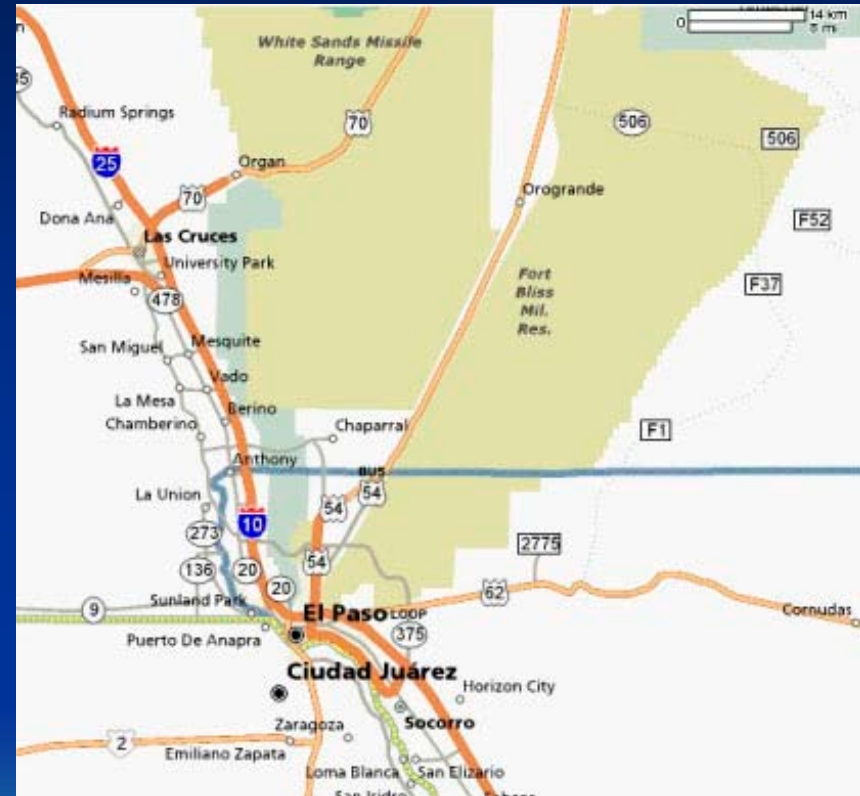 0
14 km
8 mi
White Sands Missile
Range
Radium Springs
70
506
506
25
Organ
70
Orogrande
Dona Ana
F52
Las Cruces
University Park
Mesilla
478
F37
Fort
Bliss
Mil.
Res.
San Miguel
Mesquite
Vado
La Mesa
Berino
Chamberino
Chaparral
F1
Anthony
BUS
54
La Union
54
10
273
2775
54
136
20
20
62
Sunland Park
9
El Paso
LOOP
375
Cornudas
Puerto De Anapra
Ciudad Juárez
Horizon City
Socorro
Zaragoza
2
Emiliano Zapata
Loma Blanca
San Elizario
San Isidro